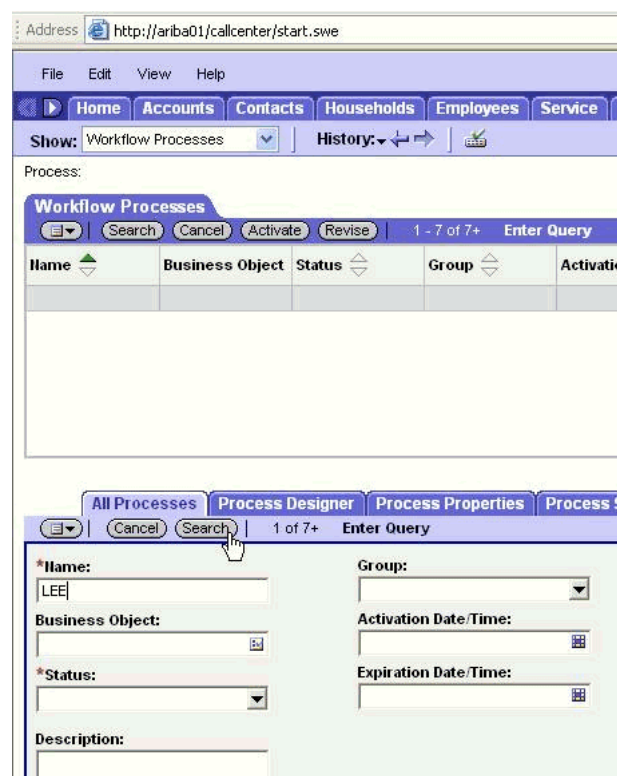 Address http://ariba01/callcenter/start.swe
File Edit View Help
Home Accounts Contacts Households Employees Service
Show: Workflow Processes History:
Process:
Workflow Processes
Search Cancel Activate Revise 1 - 7 of 7+ Enter Query
Name Business Object Status Group Activati
All Processes Process Designer Process Properties Process S
Cancel Search 1 of 7+ Enter Query
*Name: Group:
LEE
Business Object: Activation Date/Time:
*Status: Expiration Date/Time:
Description: